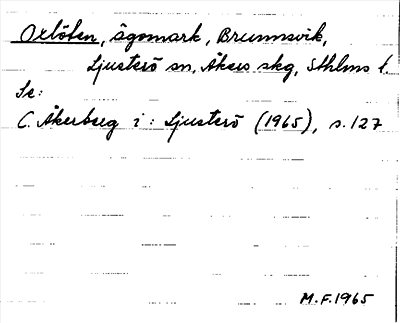 Oxlöten, ägomark, Brunnsvik,
Ljusterö sn, Åkers skg, Sthlms l.
Se:
C. Åkerberg i: Ljusterö (1965), s. 127
M.F. 1965